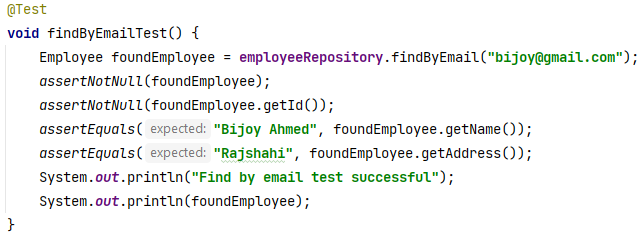 @Test
void findByEmailTest() {
    Employee foundEmployee = employeeRepository.findByEmail("bijoy@gmail.com");
    assertNotNull(foundEmployee);
    assertNotNull(foundEmployee.getId());
    assertEquals( expected: "Bijoy Ahmed", foundEmployee.getName());
    assertEquals( expected: "Rajshahi", foundEmployee.getAddress());
    System.out.println("Find by email test successful");
    System.out.println(foundEmployee);
}